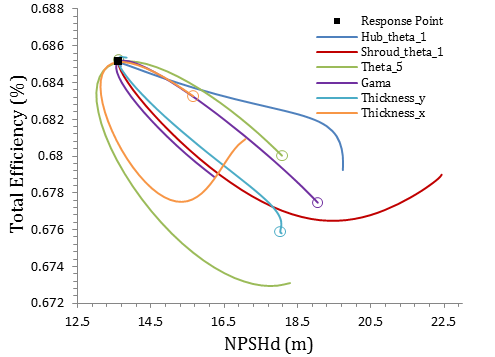 0.688
0.686
0.684
0.682
0.68
0.678
0.676
0.674
0.672
Total Efficiency (%)
Response Point
Hub_theta_1
Shroud_theta_1
Theta_5
Gama
Thickness_y
Thickness_x
12.5 14.5 16.5 18.5 20.5 22.5
NPSHd (m)